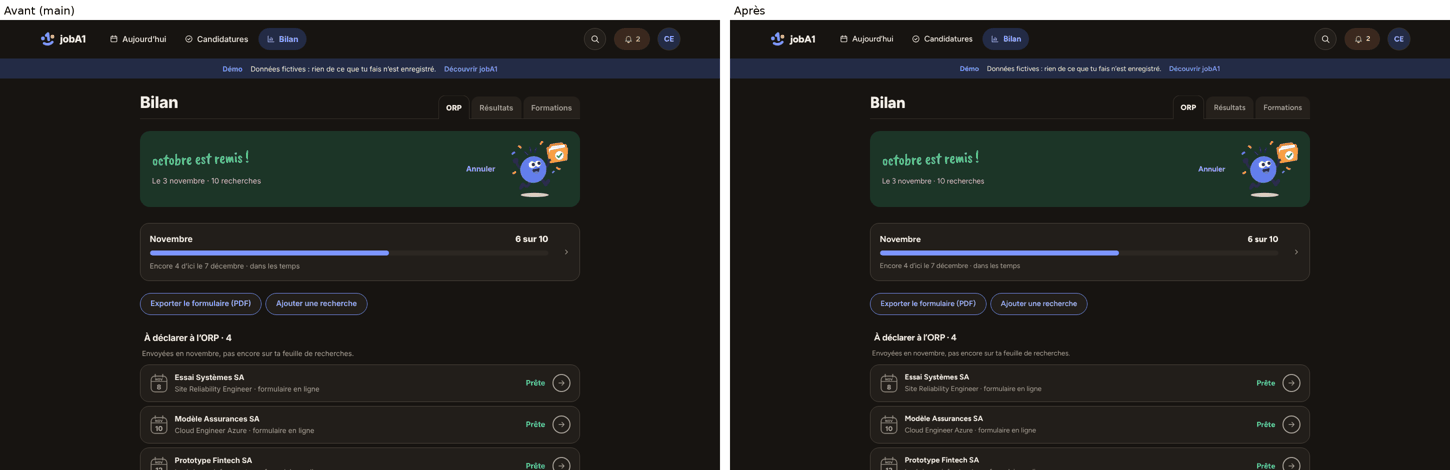 Avant (main)
jobA1 Aujourd'hui Candidatures Bilan 2 CE
Démo Données fictives : rien de ce que tu fais n'est enregistré. Découvrir jobA1
Bilan ORP Résultats Formations
octobre est remis !
Le 3 novembre · 10 recherches
Annuler
Novembre 6 sur 10
Encore 4 d'ici le 7 décembre · dans les temps
Exporter le formulaire (PDF) Ajouter une recherche
À déclarer à l'ORP · 4
Envoyées en novembre, pas encore sur ta feuille de recherches.
NOV
8
Essai Systèmes SA
Site Reliability Engineer · formulaire en ligne
Prête
NOV
10
Modèle Assurances SA
Cloud Engineer Azure · formulaire en ligne
Prête
Prototype Fintech SA
Prête
Après
jobA1 Aujourd'hui Candidatures Bilan 2 CE
Démo Données fictives : rien de ce que tu fais n'est enregistré. Découvrir jobA1
Bilan ORP Résultats Formations
octobre est remis !
Le 3 novembre · 10 recherches
Annuler
Novembre 6 sur 10
Encore 4 d'ici le 7 décembre · dans les temps
Exporter le formulaire (PDF) Ajouter une recherche
À déclarer à l'ORP · 4
Envoyées en novembre, pas encore sur ta feuille de recherches.
NOV
8
Essai Systèmes SA
Site Reliability Engineer · formulaire en ligne
Prête
NOV
10
Modèle Assurances SA
Cloud Engineer Azure · formulaire en ligne
Prête
Prototype Fintech SA
Prête